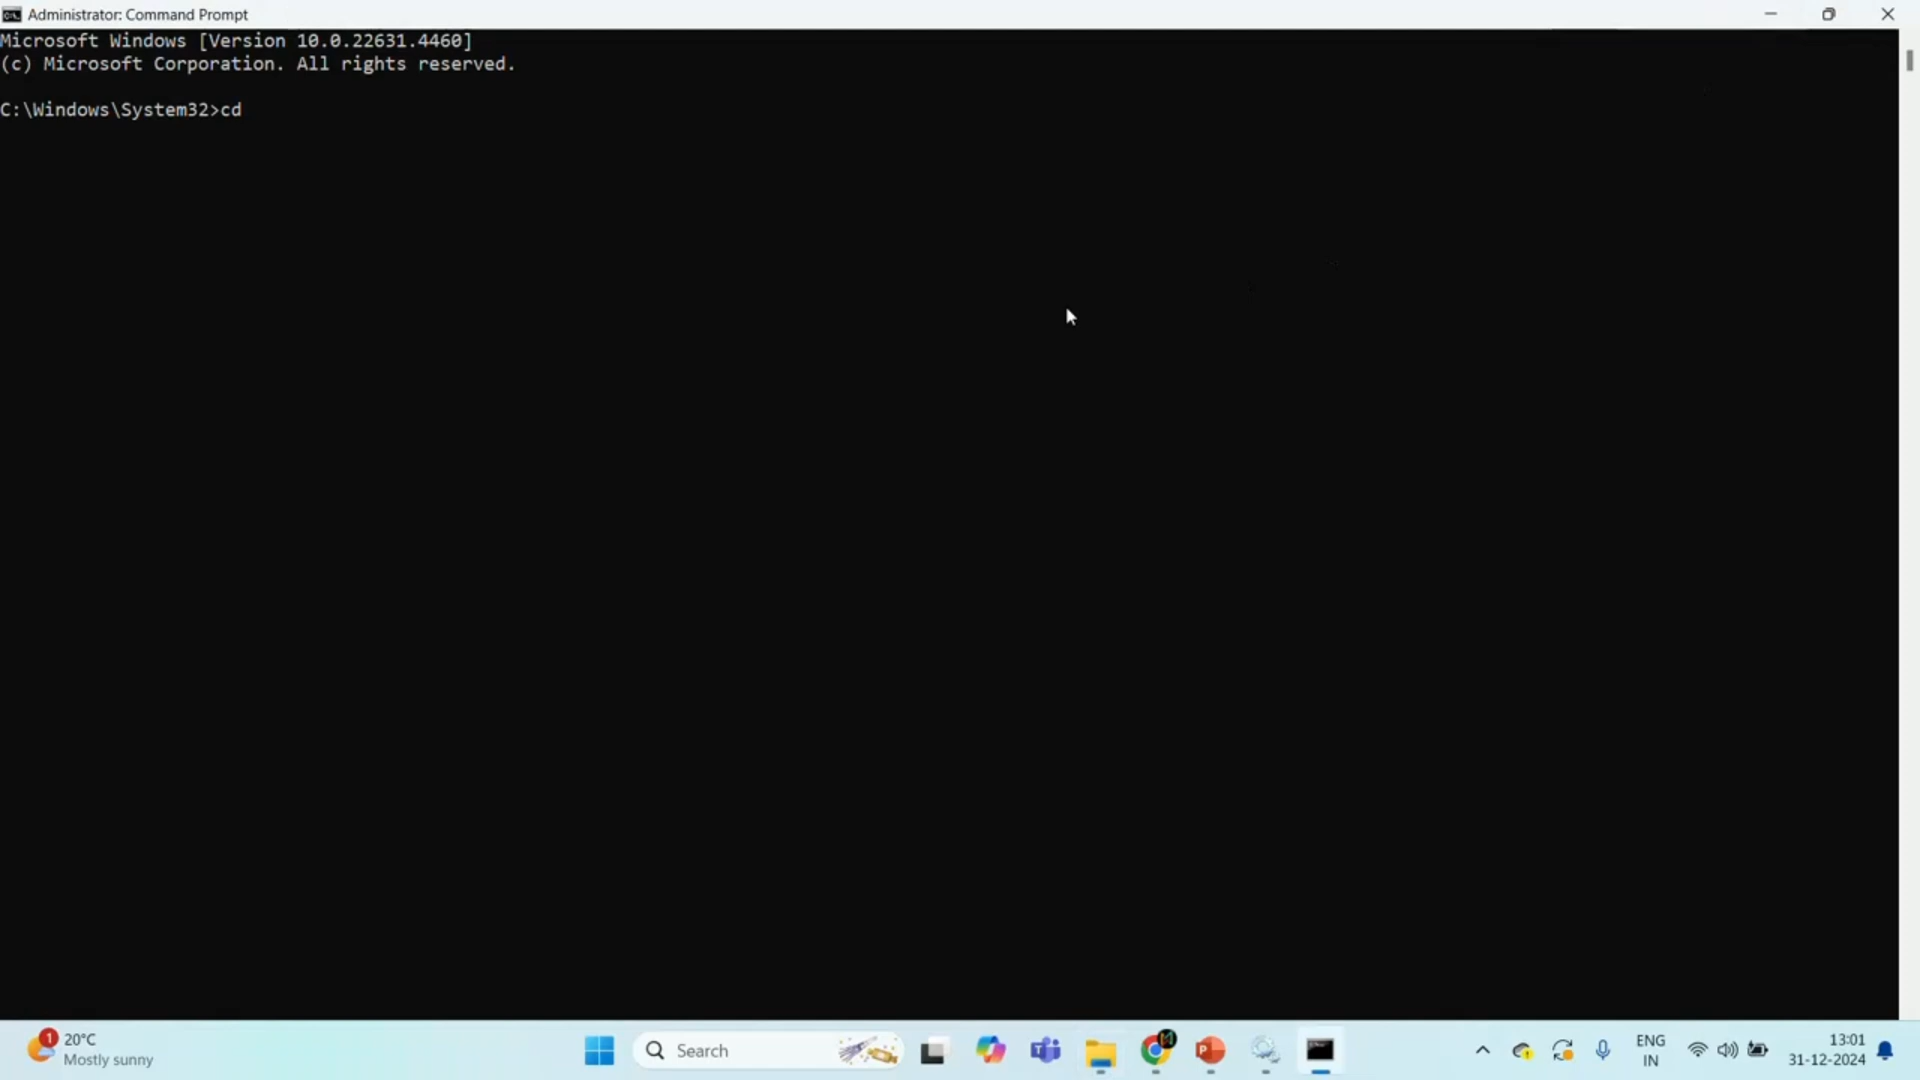 Administrator: Command Prompt
Microsoft Windows [Version 10.0.22631.4460]
(c) Microsoft Corporation. All rights reserved.
C:\Windows\System32>cd
1
20°C
Mostly sunny
Search
ENG
IN
13:01
31-12-2024